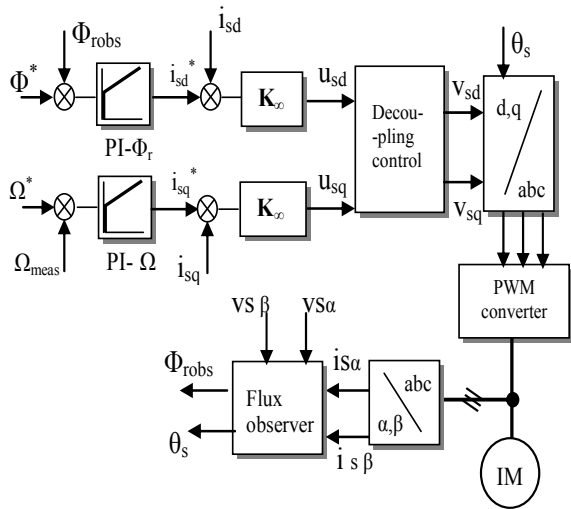 Φrobs
isd
Φ*
isd*
K∞
usd
PI-Φr
θs
vsd
d,q
Decou-
-pling
control
Ω*
isq*
K∞
usq
vsq
abc
Ωmeas
PI- Ω
isq
PWM
converter
vs β
vsα
Φrobs
isα
abc
Flux
observer
θs
α,β
i s β
IM